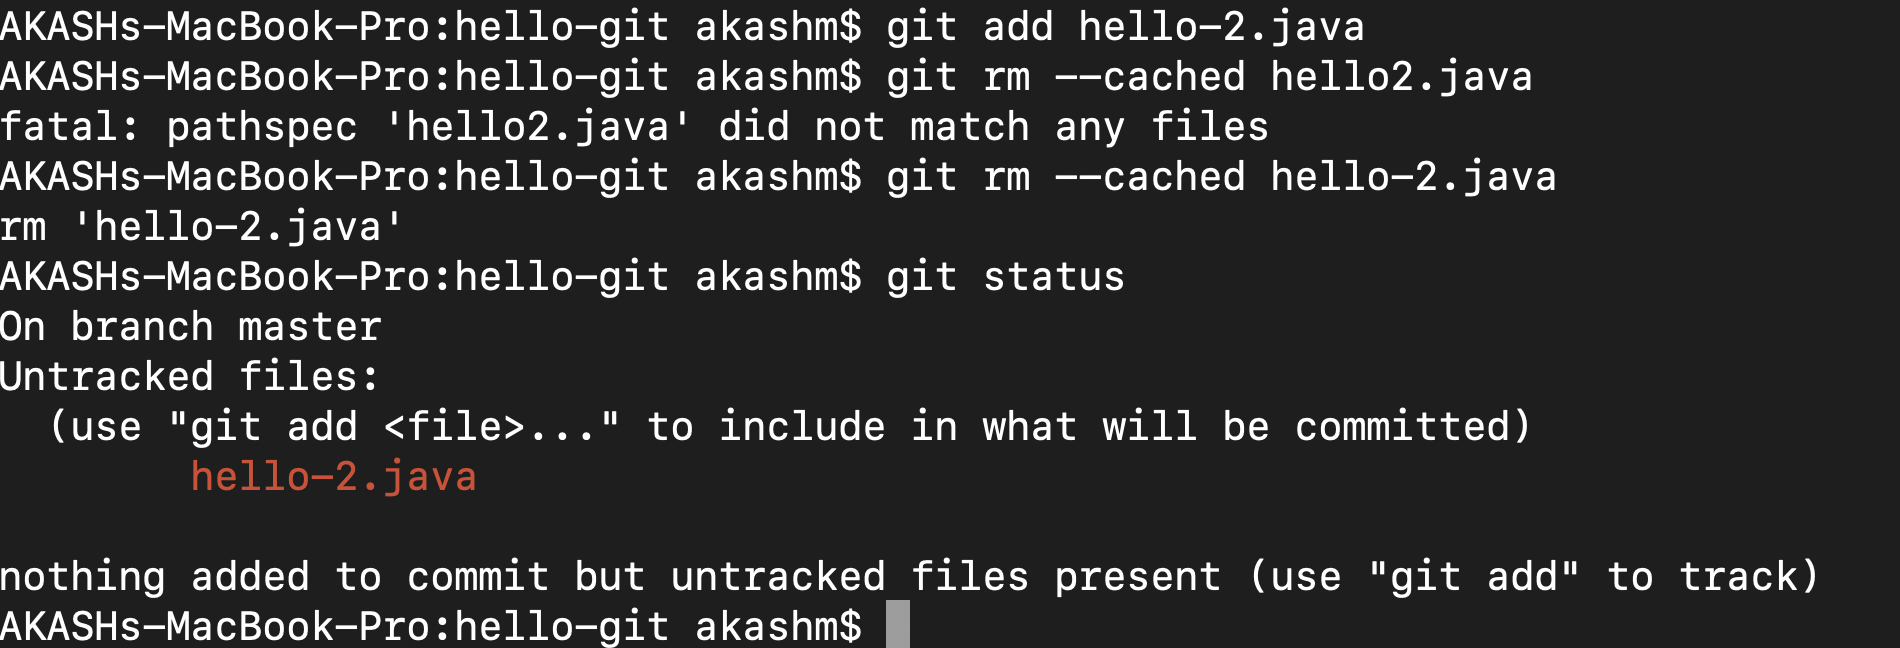 AKASHs-MacBook-Pro:hello-git akashm$ git add hello-2.java
AKASHs-MacBook-Pro:hello-git akashm$ git rm --cached hello2.java
fatal: pathspec 'hello2.java' did not match any files
AKASHs-MacBook-Pro:hello-git akashm$ git rm --cached hello-2.java
rm 'hello-2.java'
AKASHs-MacBook-Pro:hello-git akashm$ git status
On branch master
Untracked files:
  (use "git add <file>..." to include in what will be committed)
        hello-2.java

nothing added to commit but untracked files present (use "git add" to track)
AKASHs-MacBook-Pro:hello-git akashm$